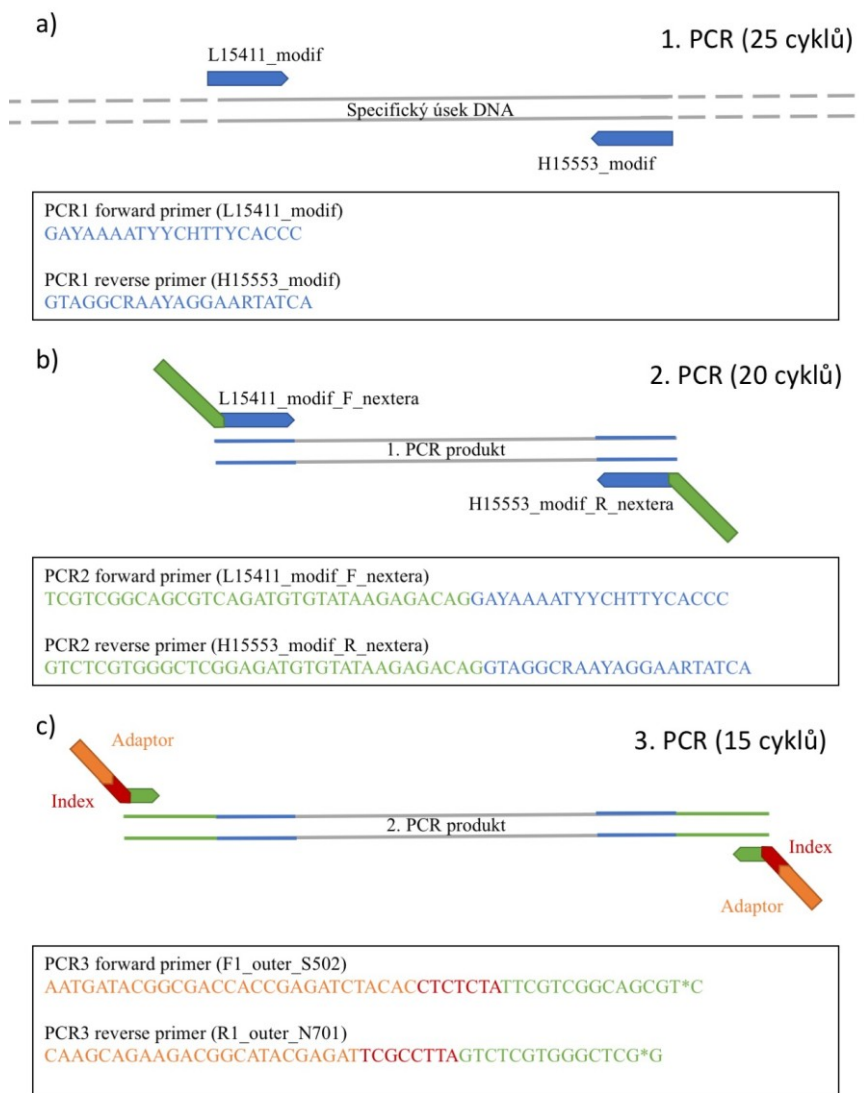 a)
1. PCR (25 cyklů)
L15411_modif
Specifický úsek DNA
H15553_modif
PCR1 forward primer (L15411_modif)
GAYAAAATYYCHTTYCACCC
PCR1 reverse primer (H15553_modif)
GTAGGCRAAYAGGAARTATCA
b)
2. PCR (20 cyklů)
L15411_modif_F_nextera
1. PCR produkt
H15553_modif_R_nextera
PCR2 forward primer (L15411_modif_F_nextera)
TCGTCGGCAGCGTCAGATGTGTATAAGAGACAGGAYAAAATYYCHTTYCACCC
PCR2 reverse primer (H15553_modif_R_nextera)
GTCTCGTGGGCTCGGAGATGTGTATAAGAGACAGGTAGGCRAAYAGGAARTATCA
c)
3. PCR (15 cyklů)
Adaptor
Index
2. PCR produkt
Index
Adaptor
PCR3 forward primer (F1_outer_S502)
AATGATACGGCGACCACCGAGATCTACACCTCTCTATTCGTCGGCAGCGT*C
PCR3 reverse primer (R1_outer_N701)
CAAGCAGAAGACGGCATACGAGATTCGCCTTAGTCTCGTGGGCTCG*G